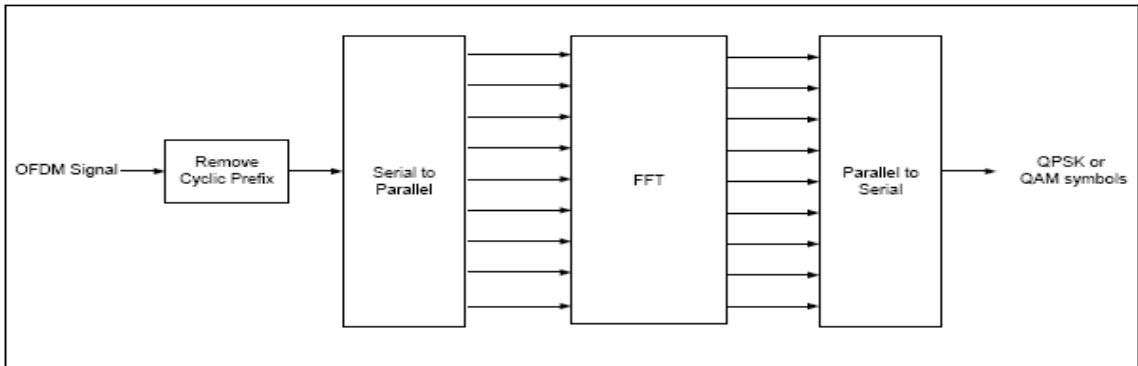 OFDM Signal
Remove
Cyclic Prefix
Serial to
Parallel
FFT
Parallel to
Serial
QPSK or
QAM symbols